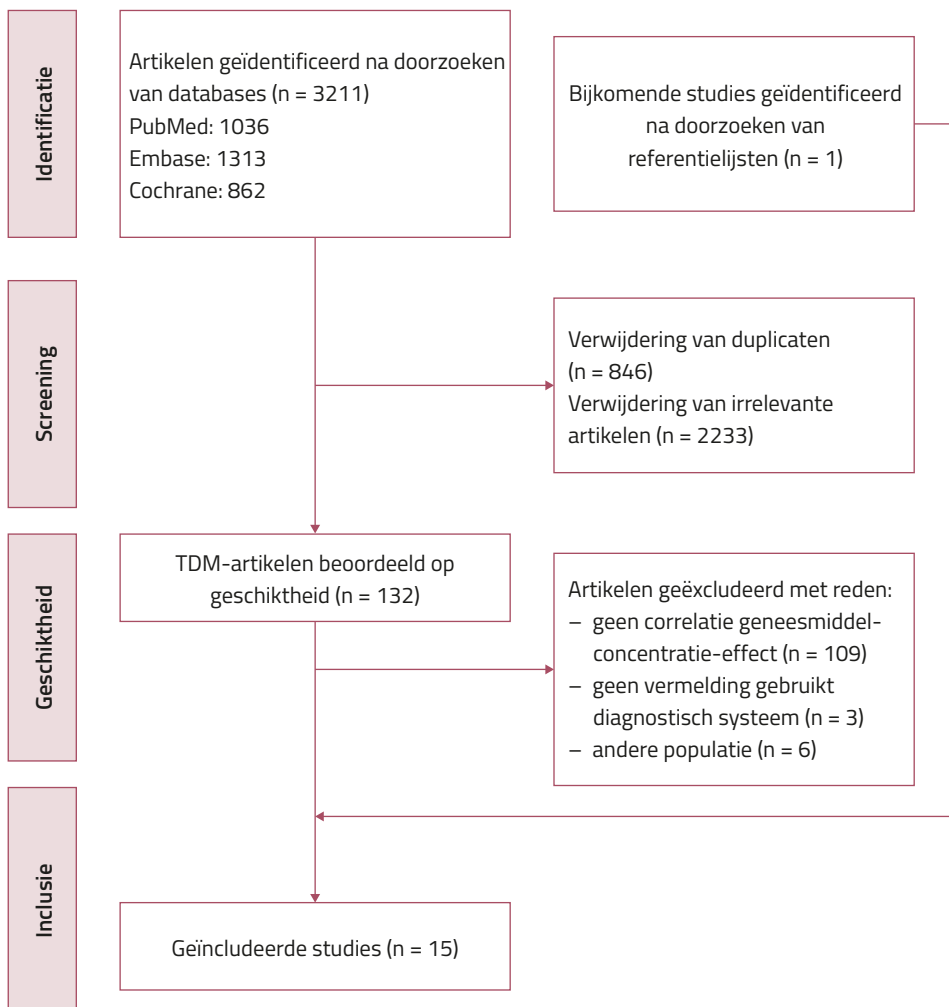 Identificatie
Artikelen geïdentificeerd na doorzoeken
van databases (n = 3211)
PubMed: 1036
Embase: 1313
Cochrane: 862
Bijkomende studies geïdentificeerd
na doorzoeken van
referentielijsten (n = 1)
Screening
Verwijdering van duplicaten
(n = 846)
Verwijdering van irrelevante
artikelen (n = 2233)
Geschiktheid
TDM-artikelen beoordeeld op
geschiktheid (n = 132)
Artikelen geëxcludeerd met reden:
– geen correlatie geneesmiddel-
concentratie-effect (n = 109)
– geen vermelding gebruikt
diagnostisch systeem (n = 3)
– andere populatie (n = 6)
Inclusie
Geïncludeerde studies (n = 15)